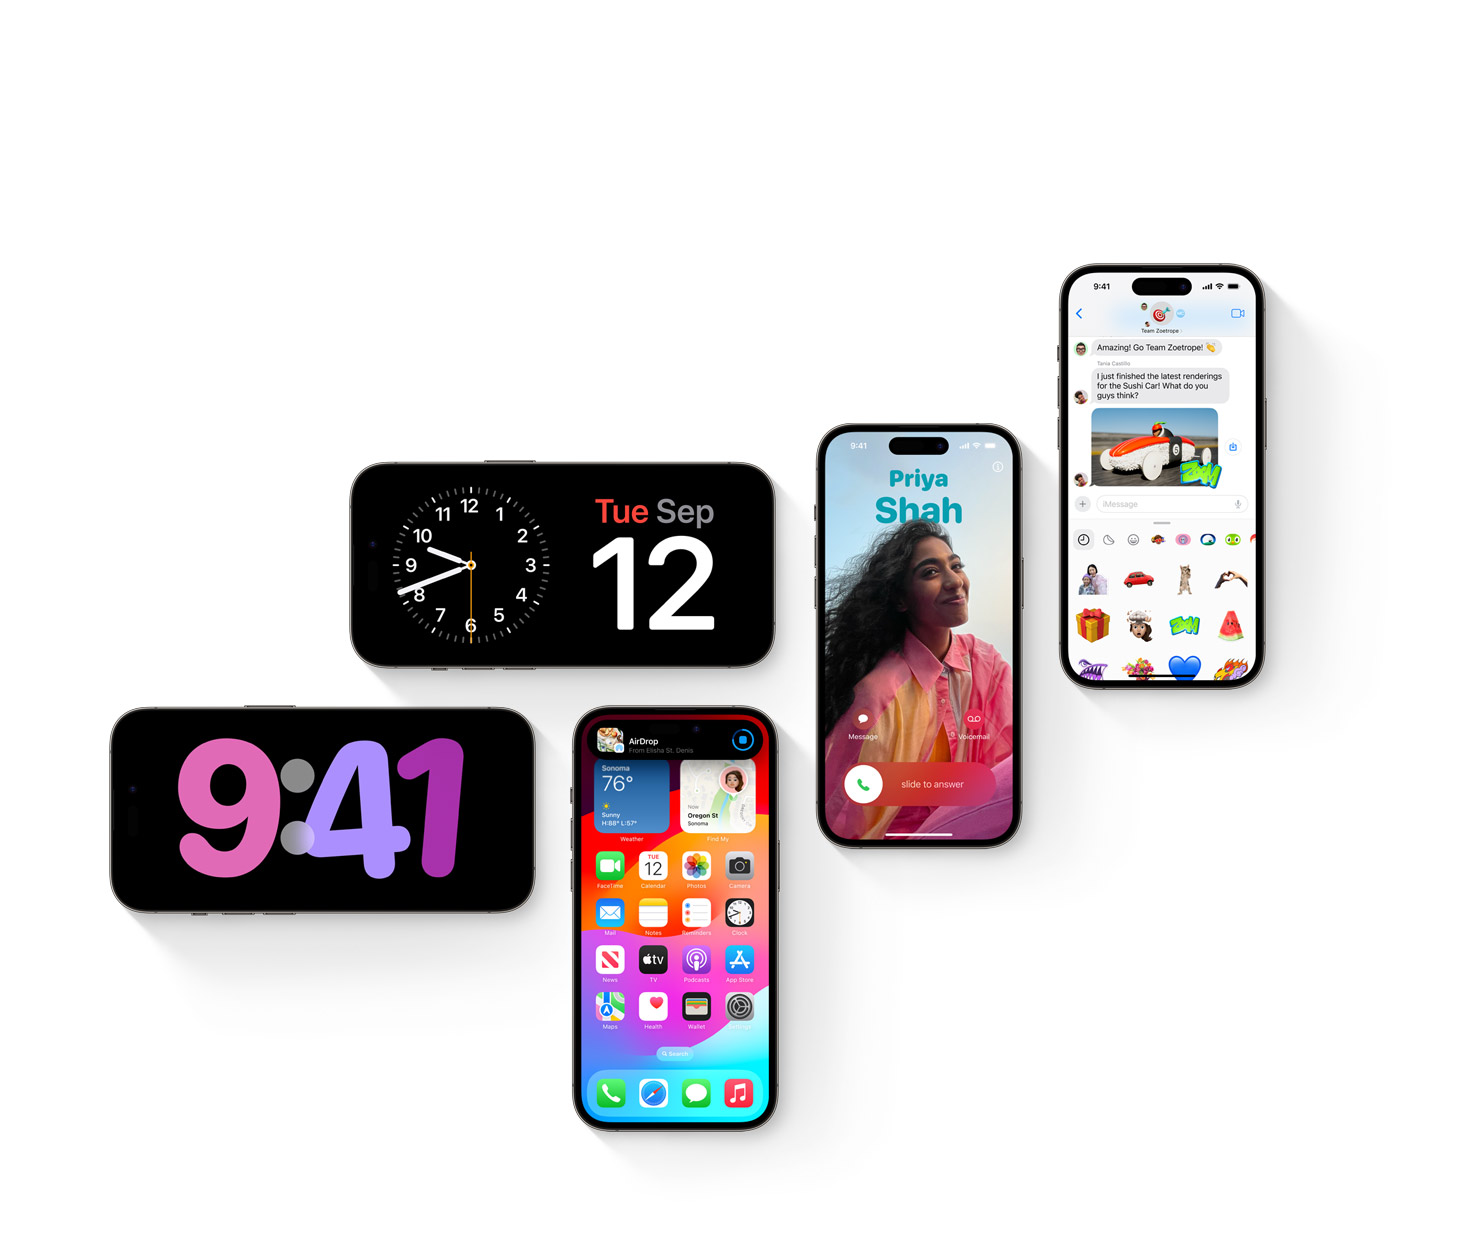 9:41
Team Zoetrope
Amazing! Go Team Zoetrope! 👏
Tania Castillo
I just finished the latest renderings
for the Sushi Car! What do you
guys think?
5
ZOOM
iMessage
ZOOM
9:41
Priya
Shah
Message
Voicemail
slide to answer
12
1
2
3
4
5
6
7
8
9
10
11
Tue Sep
12
9:41
AirDrop
From Elisha St. Denis
Sonoma
76°
Sunny
H:88° L:57°
Weather
Now
Oregon St
Sonoma
Find My
FaceTime
TUE
12
Calendar
Photos
Camera
Mail
Notes
Reminders
Clock
News
tv
TV
Podcasts
App Store
Maps
Health
Wallet
Settings
Search